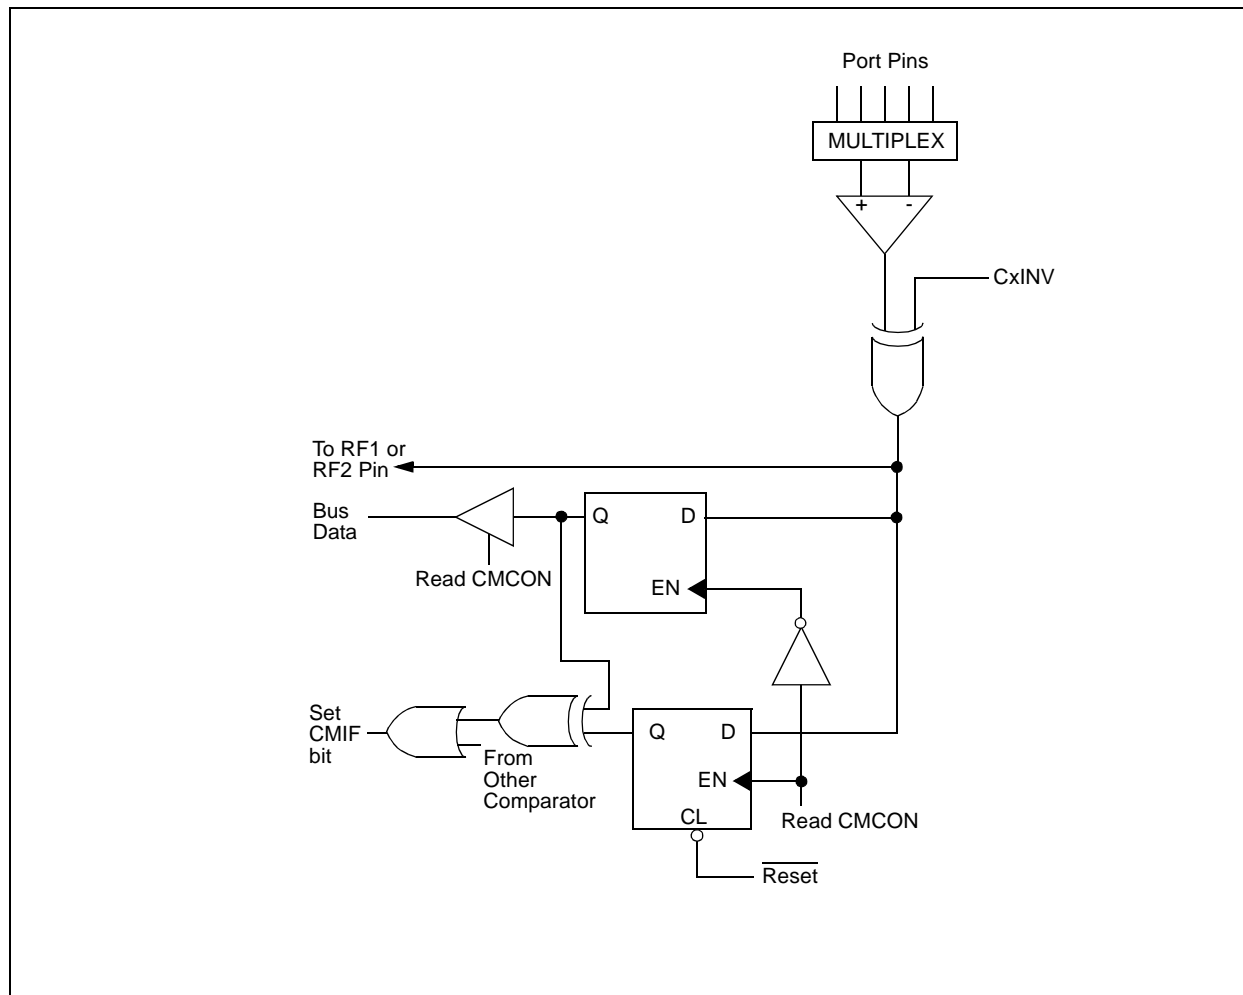 Port Pins
MULTIPLEX
+ -
CxINV
To RF1 or
RF2 Pin
Bus
Data
Q D
EN
Read CMCON
Set
CMIF
bit
From
Other
Comparator
Q D
EN
CL
Read CMCON
Reset